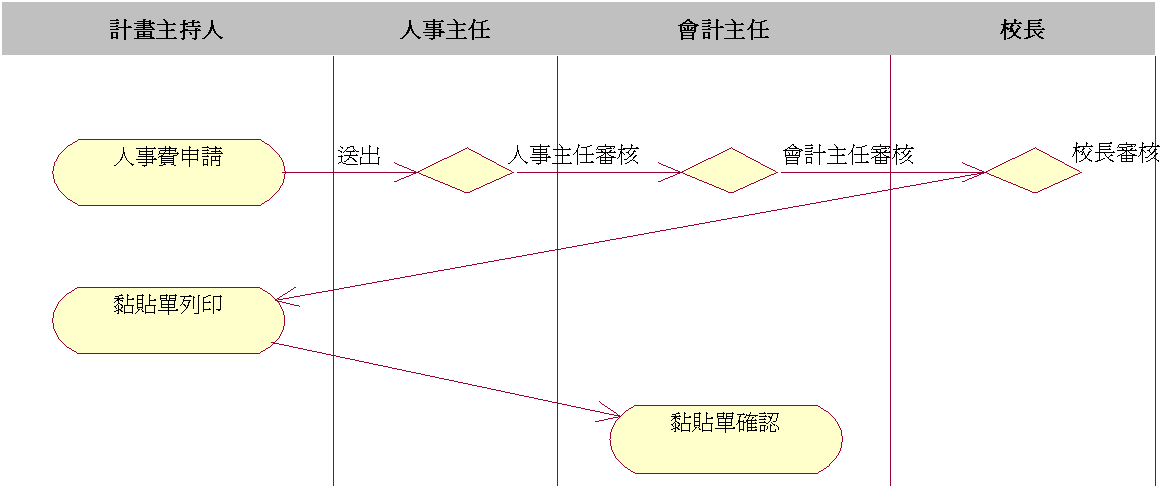 計畫主持人
人事主任
會計主任
校長
人事費申請
送出
人事主任審核
會計主任審核
校長審核
黏貼單列印
黏貼單確認